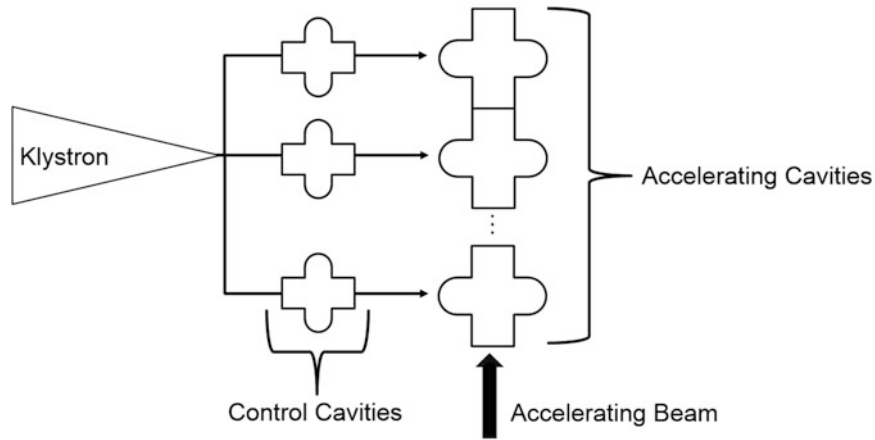 Klystron
Accelerating Cavities
Control Cavities
Accelerating Beam